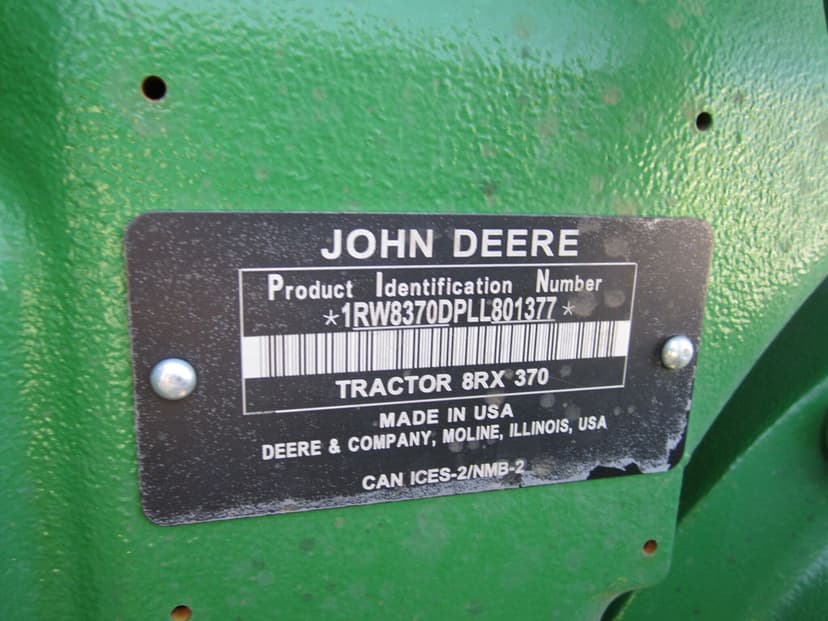 JOHN DEERE
Product Identification Number
*1RW8370DPLL801377*
TRACTOR 8RX 370
MADE IN USA
DEERE & COMPANY, MOLINE, ILLINOIS, USA
CAN ICES-2/NMB-2